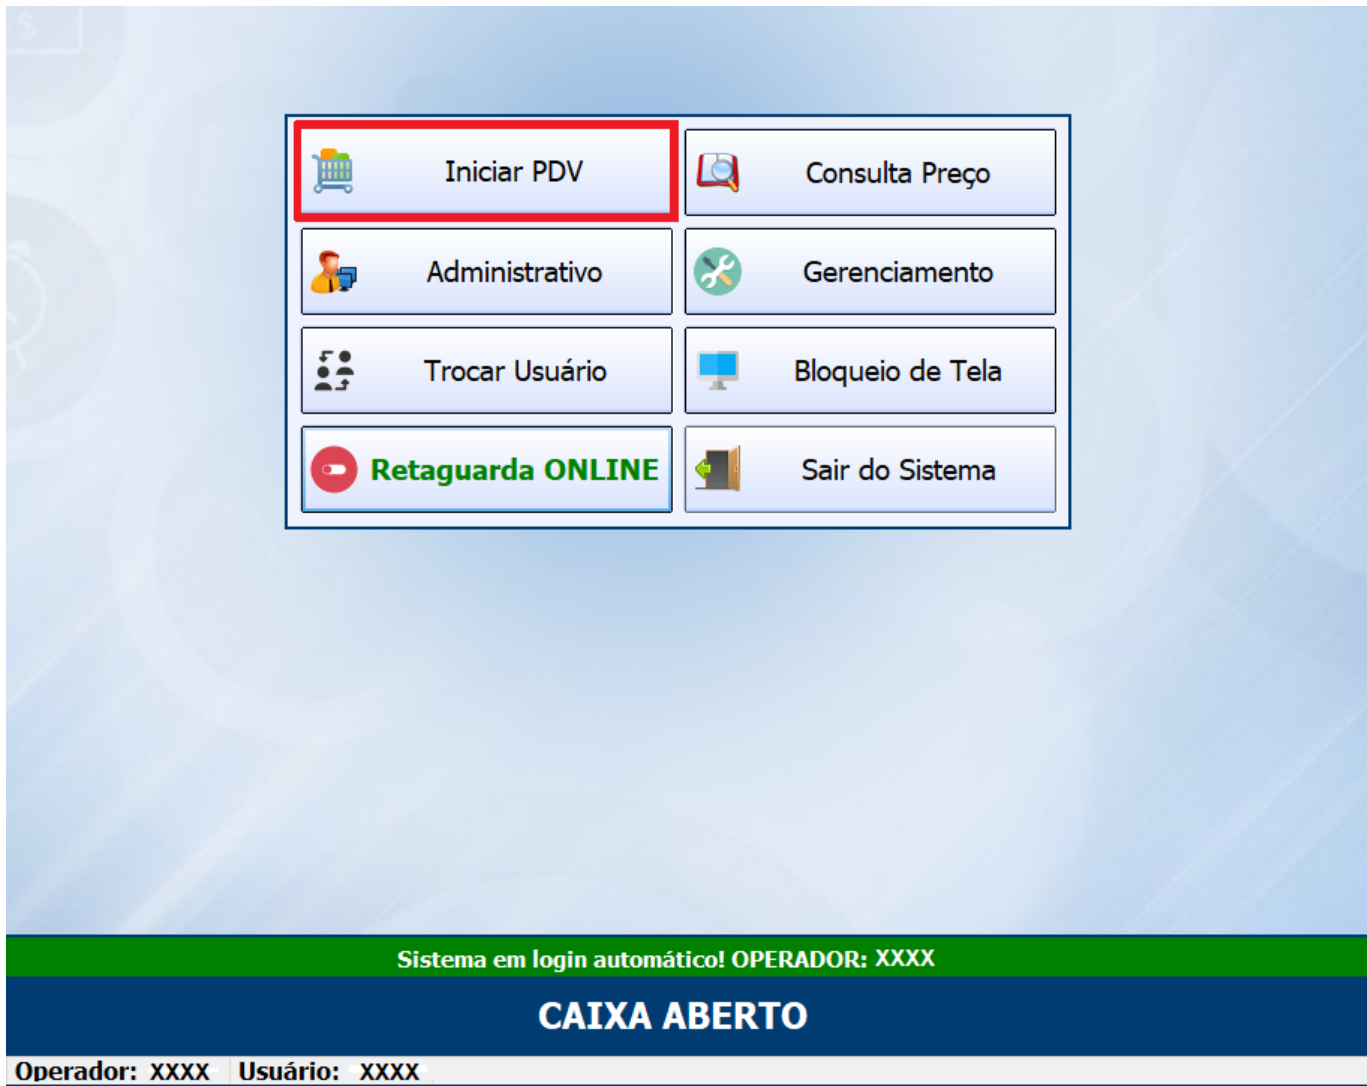 Iniciar PDV
Consulta Preço
Administrativo
Gerenciamento
Trocar Usuário
Bloqueio de Tela
Retaguarda ONLINE
Sair do Sistema
Sistema em login automático! OPERADOR: XXXX
CAIXA ABERTO
Operador: XXXX Usuário: XXXX